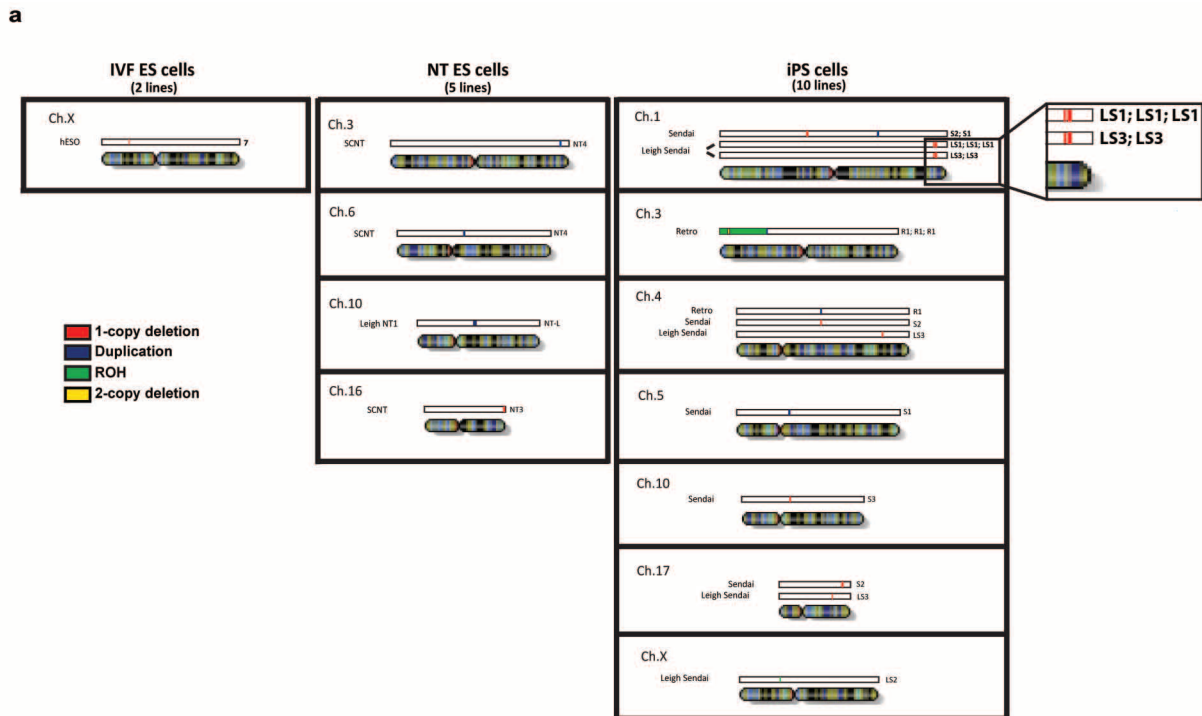 a
IVF ES cells
(2 lines)
Ch.X
hESO
7
NT ES cells
(5 lines)
Ch.3
SCNT
NT4
Ch.6
SCNT
NT4
Ch.10
Leigh NT1
NT-L
Ch.16
SCNT
NT3
iPS cells
(10 lines)
Ch.1
Sendai
S2; S1
Leigh Sendai
LS1; LS1; LS1
LS3; LS3
LS1; LS1; LS1
LS3; LS3
Ch.3
Retro
R1; R1; R1
Ch.4
Retro
R1
Sendai
S2
Leigh Sendai
LS3
Ch.5
Sendai
S1
Ch.10
Sendai
S3
Ch.17
Sendai
S2
Leigh Sendai
LS3
Ch.X
Leigh Sendai
LS2
1-copy deletion
Duplication
ROH
2-copy deletion